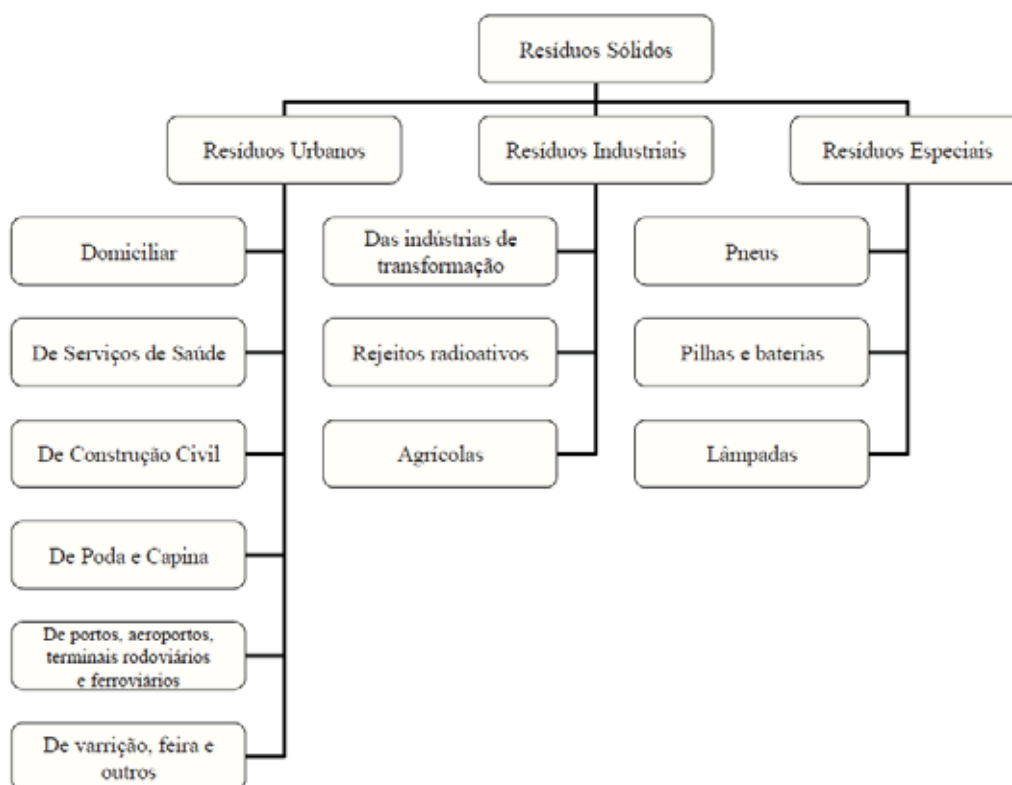 Resíduos Sólidos
Resíduos Urbanos
Resíduos Industriais
Resíduos Especiais
Domiciliar
De Serviços de Saúde
De Construção Civil
De Poda e Capina
De portos, aeroportos,
terminais rodoviários
e ferroviários
De varrição, feira e
outros
Das indústrias de
transformação
Rejeitos radioativos
Agrícolas
Pneus
Pilhas e baterias
Lâmpadas